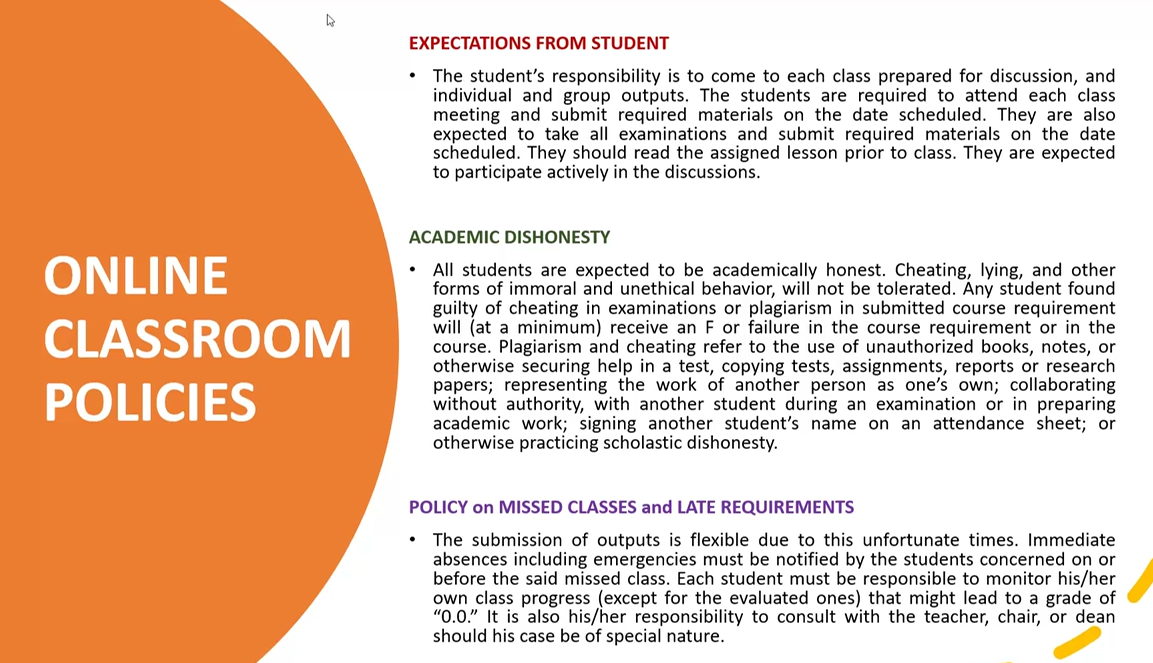 ONLINE
CLASSROOM
POLICIES
EXPECTATIONS FROM STUDENT
• The student's responsibility is to come to each class prepared for discussion, and
individual and group outputs. The students are required to attend each class
meeting and submit required materials on the date scheduled. They are also
expected to take all examinations and submit required materials on the date
scheduled. They should read the assigned lesson prior to class. They are expected
to participate actively in the discussions.
ACADEMIC DISHONESTY
• All students are expected to be academically honest. Cheating, lying, and other
forms of immoral and unethical behavior, will not be tolerated. Any student found
guilty of cheating in examinations or plagiarism in submitted course requirement
will (at a minimum) receive an F or failure in the course requirement or in the
course. Plagiarism and cheating refer to the use of unauthorized books, notes, or
otherwise securing help in a test, copying tests, assignments, reports or research
papers; representing the work of another person as one's own; collaborating
without authority, with another student during an examination or in preparing
academic work; signing another student's name on an attendance sheet; or
otherwise practicing scholastic dishonesty.
POLICY on MISSED CLASSES and LATE REQUIREMENTS
• The submission of outputs is flexible due to this unfortunate times. Immediate
absences including emergencies must be notified by the students concerned on or
before the said missed class. Each student must be responsible to monitor his/her
own class progress (except for the evaluated ones) that might lead to a grade of
“0.0.” It is also his/her responsibility to consult with the teacher, chair, or dean
should his case be of special nature.